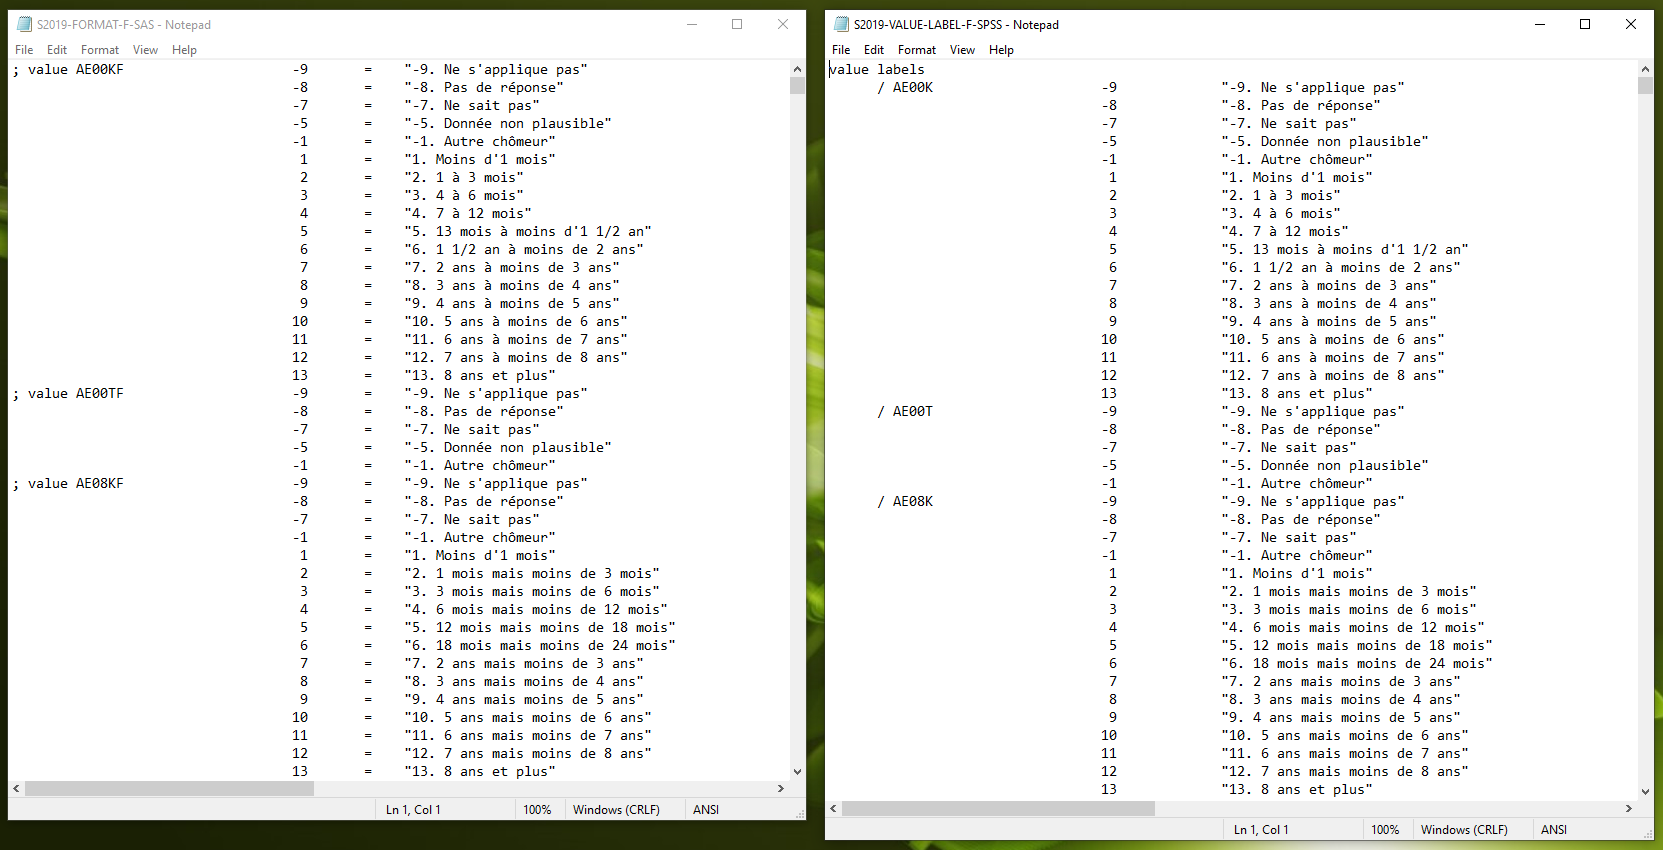 S2019-FORMAT-F-SAS - Notepad
File Edit Format View Help
; value AE00KF -9 = "-9. Ne s'applique pas"
-8 = "-8. Pas de réponse"
-7 = "-7. Ne sait pas"
-5 = "-5. Donnée non plausible"
-1 = "-1. Autre chômeur"
1 = "1. Moins d'1 mois"
2 = "2. 1 à 3 mois"
3 = "3. 4 à 6 mois"
4 = "4. 7 à 12 mois"
5 = "5. 13 mois à moins d'1 1/2 an"
6 = "6. 1 1/2 an à moins de 2 ans"
7 = "7. 2 ans à moins de 3 ans"
8 = "8. 3 ans à moins de 4 ans"
9 = "9. 4 ans à moins de 5 ans"
10 = "10. 5 ans à moins de 6 ans"
11 = "11. 6 ans à moins de 7 ans"
12 = "12. 7 ans à moins de 8 ans"
13 = "13. 8 ans et plus"
; value AE00TF -9 = "-9. Ne s'applique pas"
-8 = "-8. Pas de réponse"
-7 = "-7. Ne sait pas"
-5 = "-5. Donnée non plausible"
-1 = "-1. Autre chômeur"
; value AE08KF -9 = "-9. Ne s'applique pas"
-8 = "-8. Pas de réponse"
-7 = "-7. Ne sait pas"
-1 = "-1. Autre chômeur"
1 = "1. Moins d'1 mois"
2 = "2. 1 mois mais moins de 3 mois"
3 = "3. 3 mois mais moins de 6 mois"
4 = "4. 6 mois mais moins de 12 mois"
5 = "5. 12 mois mais moins de 18 mois"
6 = "6. 18 mois mais moins de 24 mois"
7 = "7. 2 ans mais moins de 3 ans"
8 = "8. 3 ans mais moins de 4 ans"
9 = "9. 4 ans mais moins de 5 ans"
10 = "10. 5 ans mais moins de 6 ans"
11 = "11. 6 ans mais moins de 7 ans"
12 = "12. 7 ans mais moins de 8 ans"
13 = "13. 8 ans et plus"
Ln 1, Col 1 100% Windows (CRLF) ANSI
S2019-VALUE-LABEL-F-SPSS - Notepad
File Edit Format View Help
value labels
/ AE00K -9 "-9. Ne s'applique pas"
-8 "-8. Pas de réponse"
-7 "-7. Ne sait pas"
-5 "-5. Donnée non plausible"
-1 "-1. Autre chômeur"
1 "1. Moins d'1 mois"
2 "2. 1 à 3 mois"
3 "3. 4 à 6 mois"
4 "4. 7 à 12 mois"
5 "5. 13 mois à moins d'1 1/2 an"
6 "6. 1 1/2 an à moins de 2 ans"
7 "7. 2 ans à moins de 3 ans"
8 "8. 3 ans à moins de 4 ans"
9 "9. 4 ans à moins de 5 ans"
10 "10. 5 ans à moins de 6 ans"
11 "11. 6 ans à moins de 7 ans"
12 "12. 7 ans à moins de 8 ans"
13 "13. 8 ans et plus"
/ AE00T -9 "-9. Ne s'applique pas"
-8 "-8. Pas de réponse"
-7 "-7. Ne sait pas"
-5 "-5. Donnée non plausible"
-1 "-1. Autre chômeur"
/ AE08K -9 "-9. Ne s'applique pas"
-8 "-8. Pas de réponse"
-7 "-7. Ne sait pas"
-1 "-1. Autre chômeur"
1 "1. Moins d'1 mois"
2 "2. 1 mois mais moins de 3 mois"
3 "3. 3 mois mais moins de 6 mois"
4 "4. 6 mois mais moins de 12 mois"
5 "5. 12 mois mais moins de 18 mois"
6 "6. 18 mois mais moins de 24 mois"
7 "7. 2 ans mais moins de 3 ans"
8 "8. 3 ans mais moins de 4 ans"
9 "9. 4 ans mais moins de 5 ans"
10 "10. 5 ans mais moins de 6 ans"
11 "11. 6 ans mais moins de 7 ans"
12 "12. 7 ans mais moins de 8 ans"
13 "13. 8 ans et plus"
Ln 1, Col 1 100% Windows (CRLF) ANSI